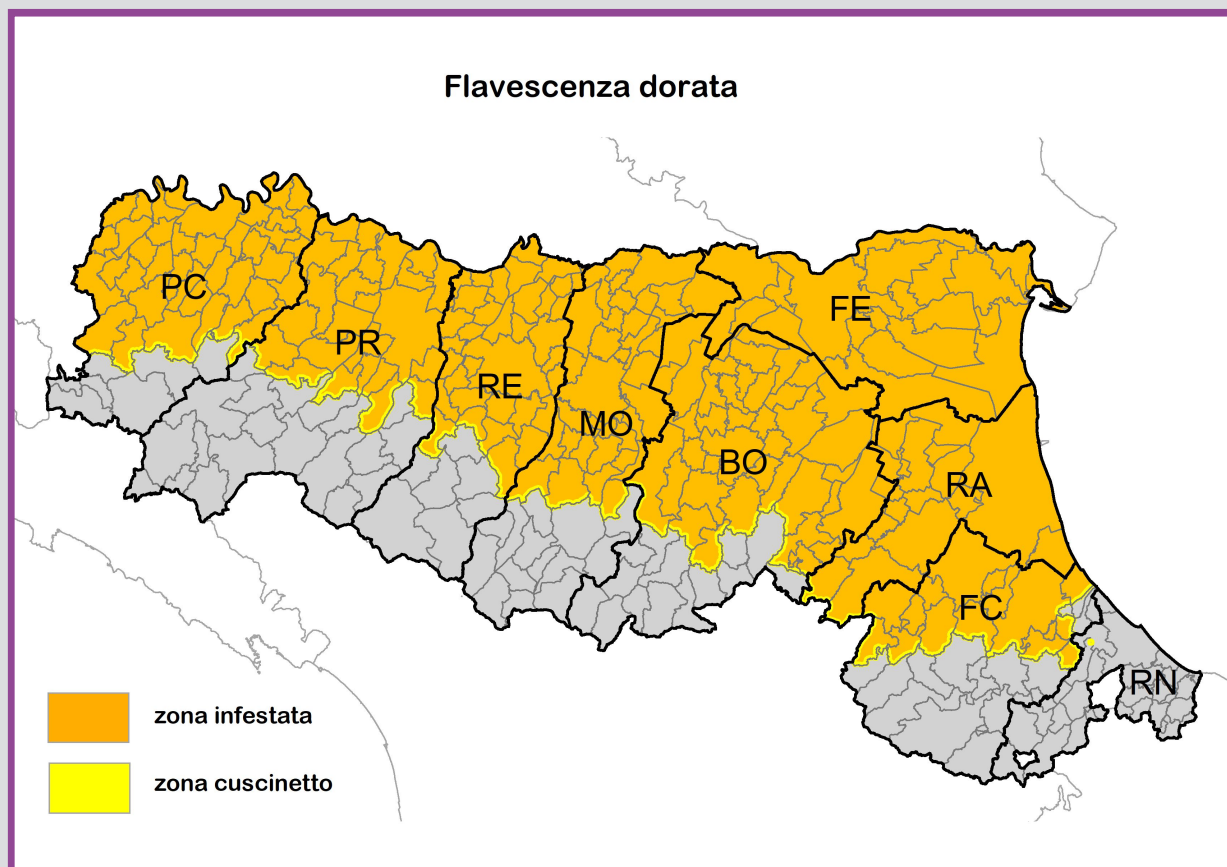 Flavescenza dorata
PC
PR
RE
MO
BO
FE
RA
FC
RN
zona infestata
zona cuscinetto